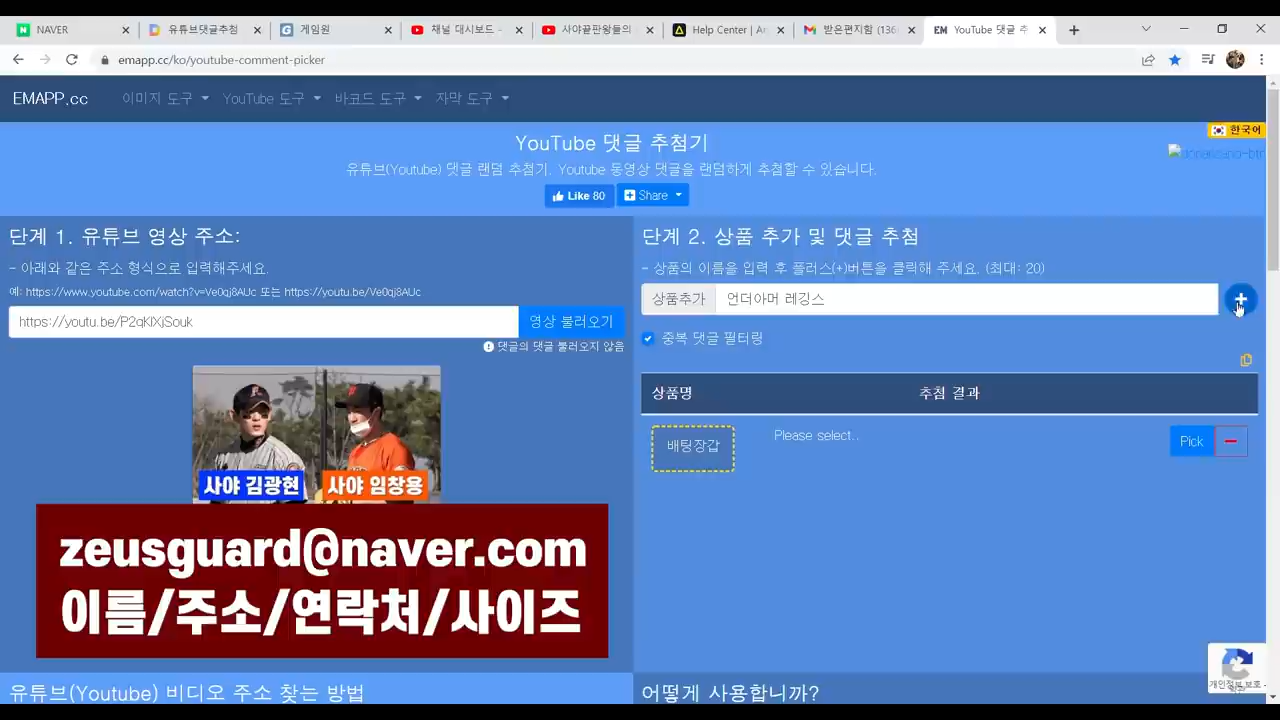 NAVER
유튜브댓글추첨
게임원
채널 대시보드 -
사야끝판왕들의
Help Center | Ar
받은편지함 (136
EM YouTube 댓글 추
emapp.cc/ko/youtube-comment-picker
EMAPP.cc 이미지 도구 YouTube 도구 바코드 도구 자막 도구
한국어
YouTube 댓글 추첨기
유튜브(Youtube) 댓글 랜덤 추첨기. Youtube 동영상 댓글을 랜덤하게 추첨할 수 있습니다.
Like 80 Share
단계 1. 유튜브 영상 주소:
- 아래와 같은 주소 형식으로 입력해주세요.
예: https://www.youtube.com/watch?v=Ve0qj8AUc 또는 https://youtu.be/Ve0qj8AUc
https://youtu.be/P2qKIXjSouk 영상 불러오기
댓글의 댓글 불러오지 않음
사야 김광현 사야 임창용
zeusguard@naver.com
이름/주소/연락처/사이즈
유튜브(Youtube) 비디오 주소 찾는 방법
단계 2. 상품 추가 및 댓글 추첨
- 상품의 이름을 입력 후 플러스(+)버튼을 클릭해 주세요. (최대: 20)
상품추가 언더아머 레깅스
중복 댓글 필터링
상품명 추첨 결과
배팅장갑 Please select.. Pick
어떻게 사용합니까?
개인정보 보호 -